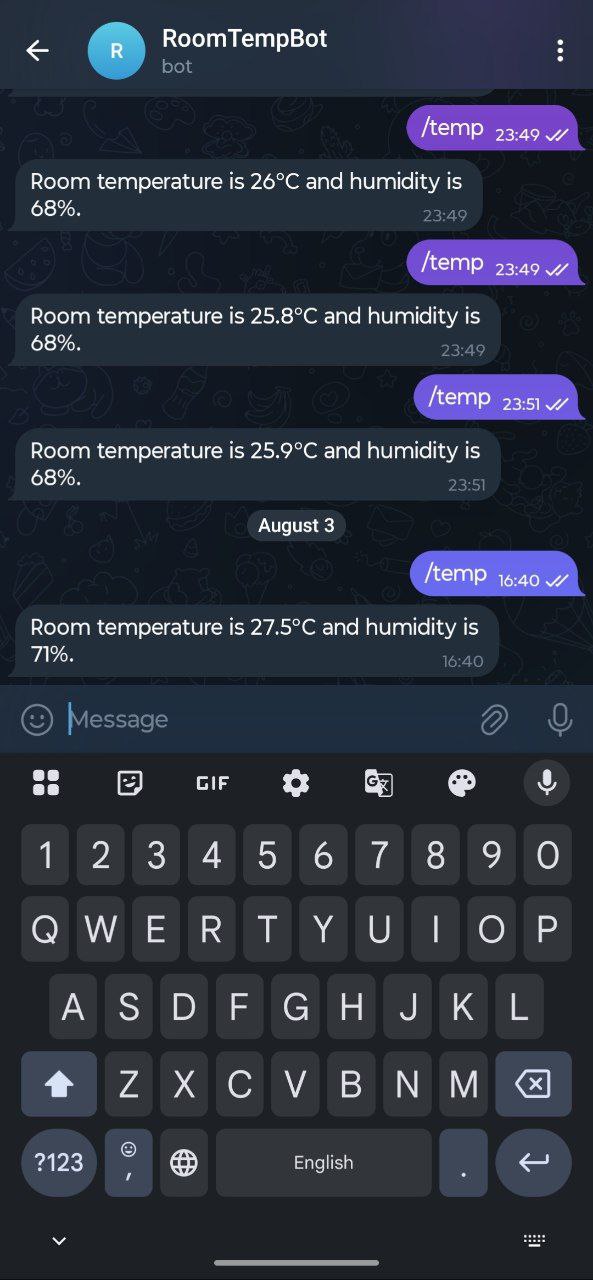 R
RoomTempBot
bot
/temp 23:49
Room temperature is 26°C and humidity is
68%.
23:49
/temp 23:49
Room temperature is 25.8°C and humidity is
68%.
23:49
/temp 23:51
Room temperature is 25.9°C and humidity is
68%.
23:51
August 3
/temp 16:40
Room temperature is 27.5°C and humidity is
71%.
16:40
Message
GIF
1 2 3 4 5 6 7 8 9 0
Q W E R T Y U I O P
A S D F G H J K L
Z X C V B N M
?123 , English .